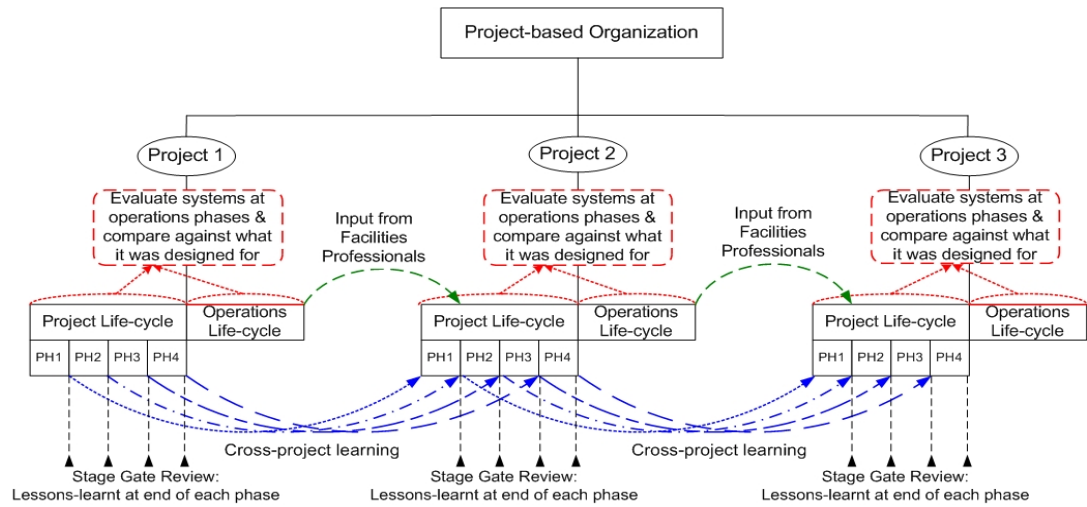 Project-based Organization
Project 1
Project 2
Project 3
Evaluate systems at
operations phases &
compare against what
it was designed for
Input from
Facilities
Professionals
Evaluate systems at
operations phases &
compare against what
it was designed for
Input from
Facilities
Professionals
Evaluate systems at
operations phases &
compare against what
it was designed for
Project Life-cycle
Operations
Life-cycle
Project Life-cycle
Operations
Life-cycle
Project Life-cycle
Operations
Life-cycle
PH1 PH2 PH3 PH4
PH1 PH2 PH3 PH4
PH1 PH2 PH3 PH4
Cross-project learning
Cross-project learning
Stage Gate Review:
Lessons-learnt at end of each phase
Stage Gate Review:
Lessons-learnt at end of each phase
Stage Gate Review:
Lessons-learnt at end of each phase